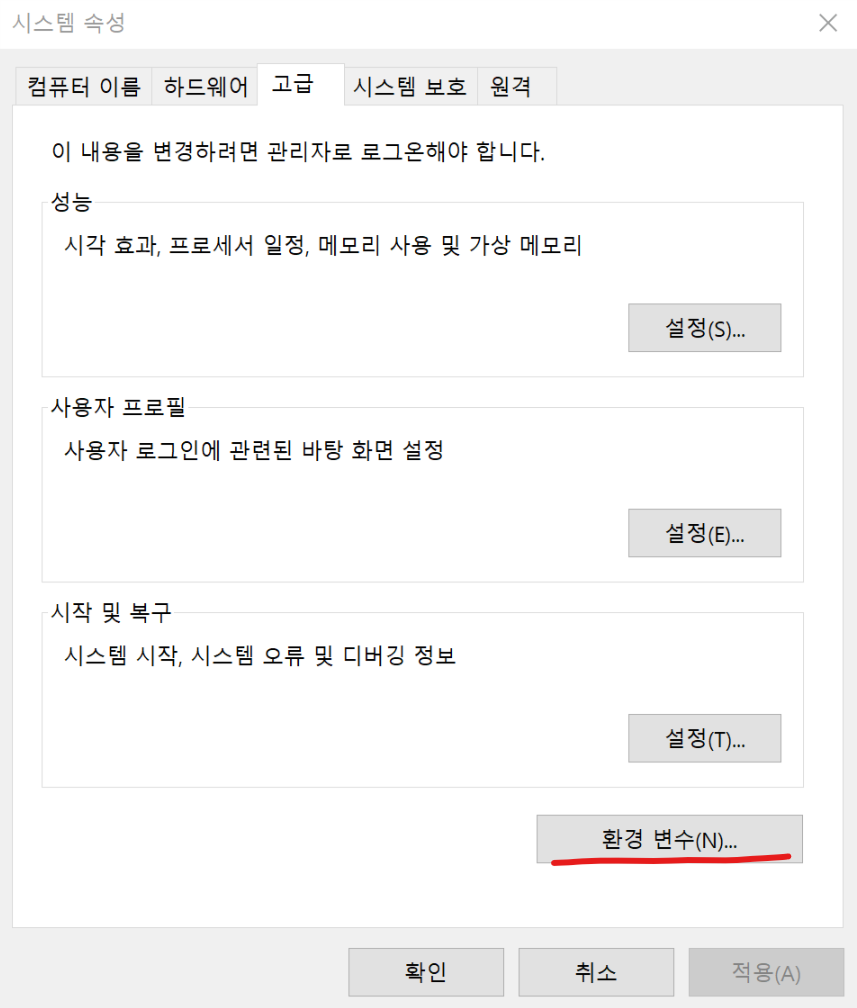 시스템 속성
컴퓨터 이름 하드웨어 고급 시스템 보호 원격
이 내용을 변경하려면 관리자로 로그온해야 합니다.
성능
시각 효과, 프로세서 일정, 메모리 사용 및 가상 메모리
설정(S)...
사용자 프로필
사용자 로그인에 관련된 바탕 화면 설정
설정(E)...
시작 및 복구
시스템 시작, 시스템 오류 및 디버깅 정보
설정(T)...
환경 변수(N)...
확인 취소 적용(A)